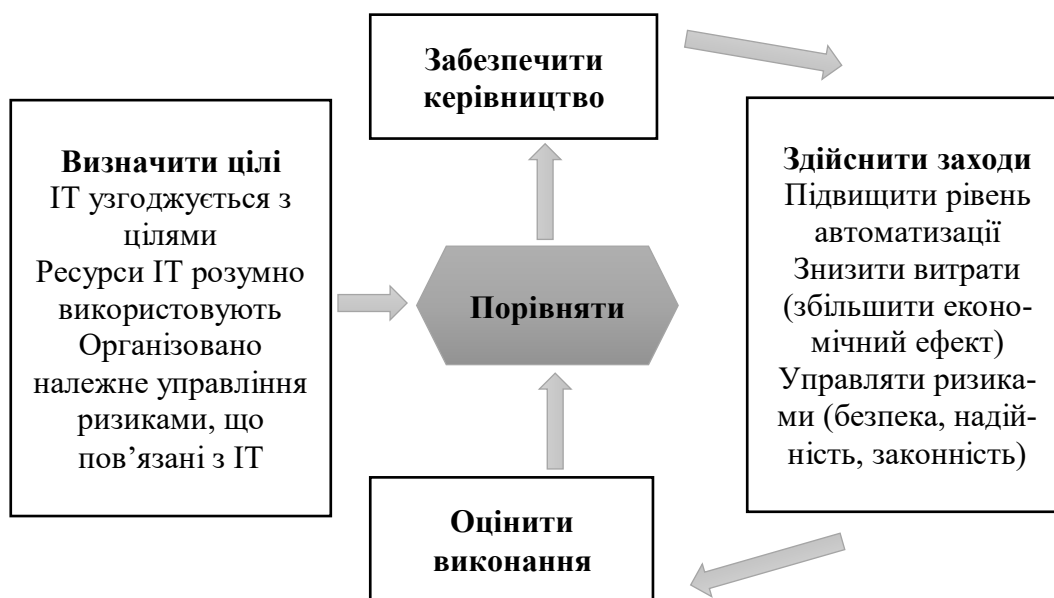 Забезпечити
керівництво
Визначити цілі
ІТ узгоджується з
цілями
Ресурси ІТ розумно
використовують
Організовано
належне управління
ризиками, що
пов’язані з ІТ
Порівняти
Здійснити заходи
Підвищити рівень
автоматизації
Знизити витрати
(збільшити еконо-
мічний ефект)
Управляти ризика-
ми (безпека, надій-
ність, законність)
Оцінити
виконання